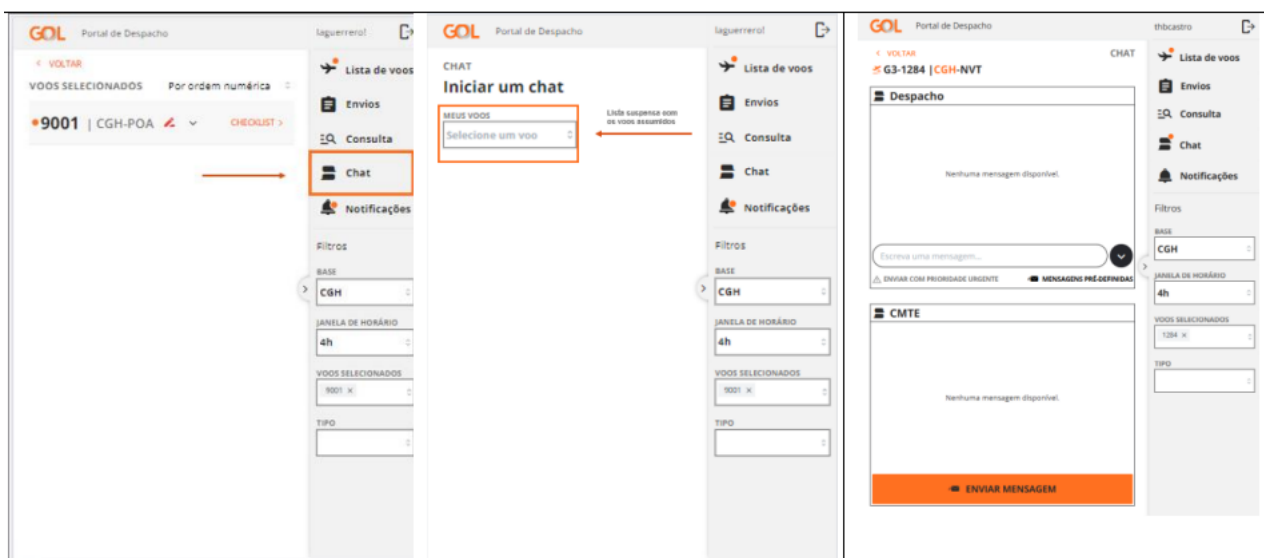 GOL Portal de Despacho laguerrero!
< VOLTAR
VOOS SELECIONADOS Por ordem numérica
9001 | CGH-POA CHECKLIST >
Lista de voos
Envios
Consulta
Chat
Notificações
Filtros
BASE
CGH
JANELA DE HORÁRIO
4h
VOOS SELECIONADOS
9001 ×
TIPO
GOL Portal de Despacho laguerrero!
CHAT
Iniciar um chat
MEUS VOOS
Selecione um voo
Lista suspensa com
os voos assumidos
Lista de voos
Envios
Consulta
Chat
Notificações
Filtros
BASE
CGH
JANELA DE HORÁRIO
4h
VOOS SELECIONADOS
9001 ×
TIPO
GOL Portal de Despacho thbcastro
< VOLTAR CHAT
G3-1284 |CGH-NVT
Despacho
Nenhuma mensagem disponível.
Escreva uma mensagem...
ENVIAR COM PRIORIDADE URGENTE MENSAGENS PRÉ-DEFINIDAS
CMTE
Nenhuma mensagem disponível.
ENVIAR MENSAGEM
Lista de voos
Envios
Consulta
Chat
Notificações
Filtros
BASE
CGH
JANELA DE HORÁRIO
4h
VOOS SELECIONADOS
1284 ×
TIPO